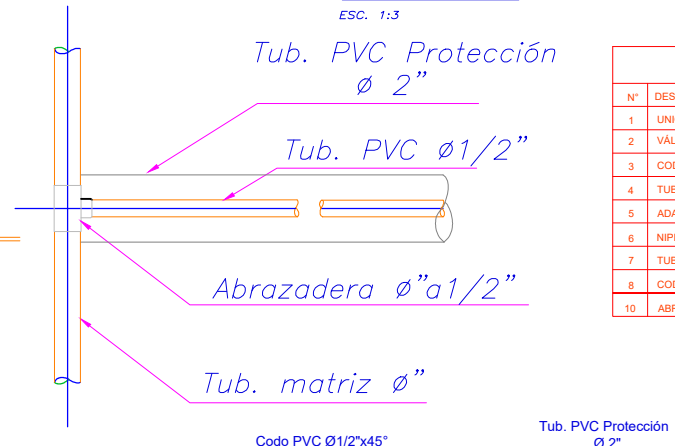 ESC. 1:3
Tub. PVC Protección
ø 2"
Tub. PVC ø1/2"
Abrazadera ø"a1/2"
Tub. matriz ø"
N° DES
1 UNI
2 VÁL
3 COD
4 TUB
5 ADA
6 NIP
7 TUB
8 COD
10 ABR
Codo PVC Ø1/2"x45°
Tub. PVC Protección
Ø 2"